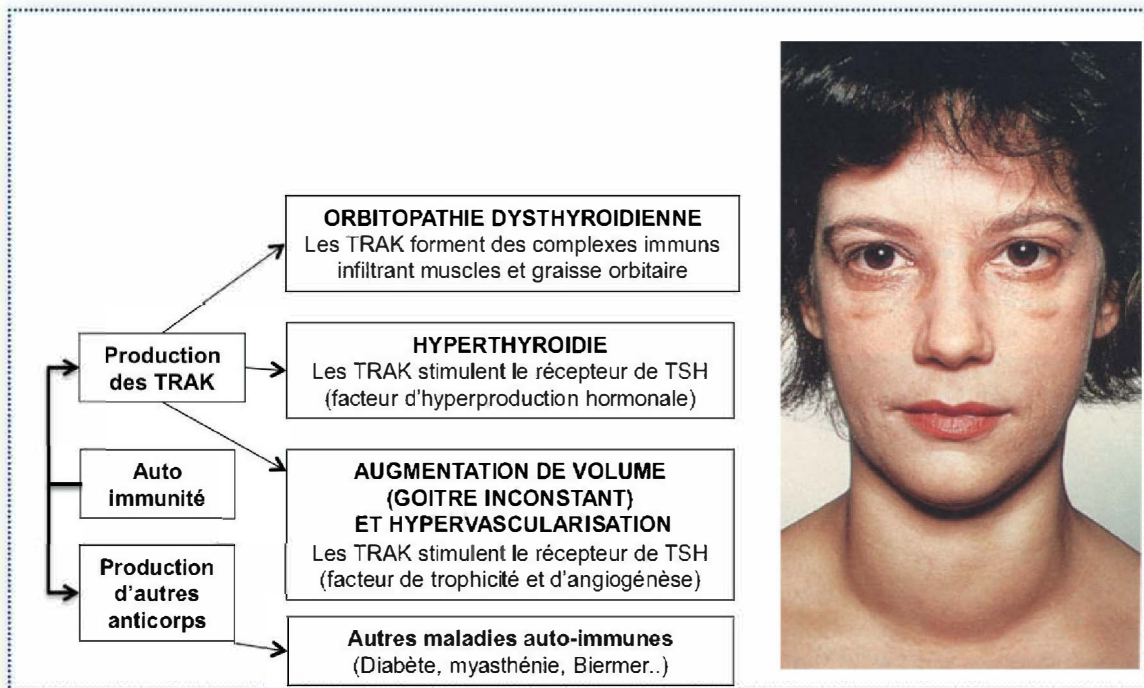 ORBITOPATHIE DYSTHYROIDIENNE
Les TRAK forment des complexes immuns
infiltrant muscles et graisse orbitaire
Production
des TRAK
HYPERTHYROIDIE
Les TRAK stimulent le récepteur de TSH
(facteur d'hyperproduction hormonale)
Auto
immunité
AUGMENTATION DE VOLUME
(GOITRE INCONSTANT)
ET HYPERVASCULARISATION
Les TRAK stimulent le récepteur de TSH
(facteur de trophicité et d'angiogénèse)
Production
d'autres
anticorps
Autres maladies auto-immunes
(Diabète, myasthénie, Biermer..)